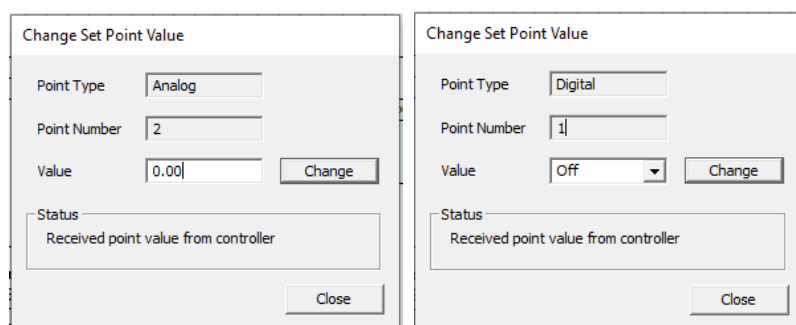 Change Set Point Value
Point Type Analog
Point Number 2
Value 0.00 Change
Status
Received point value from controller
Close
Change Set Point Value
Point Type Digital
Point Number 1
Value Off Change
Status
Received point value from controller
Close